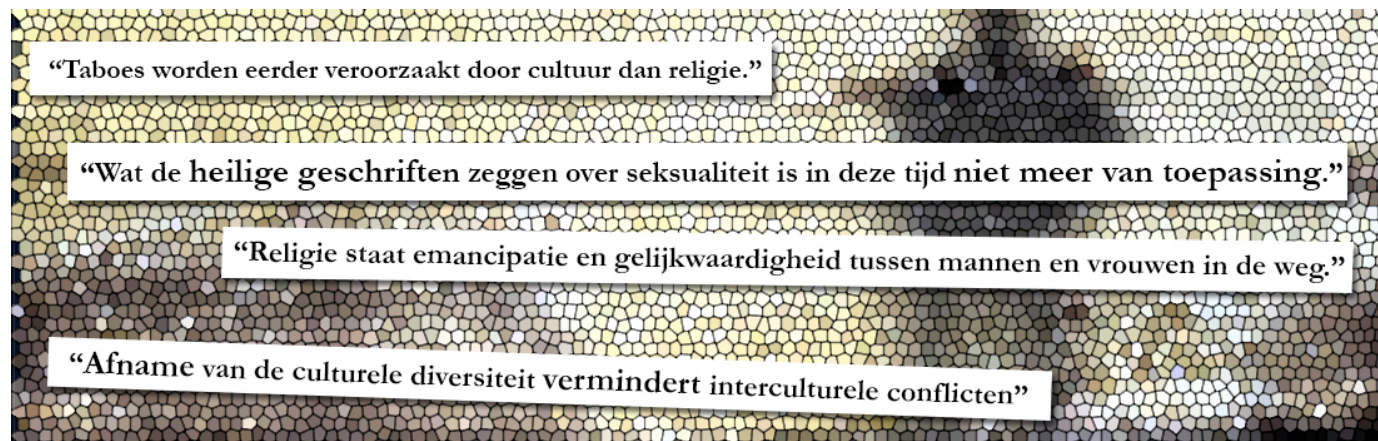 “Taboes worden eerder veroorzaakt door cultuur dan religie.”
“Wat de heilige geschriften zeggen over seksualiteit is in deze tijd niet meer van toepassing.”
“Religie staat emancipatie en gelijkwaardigheid tussen mannen en vrouwen in de weg.”
“Afname van de culturele diversiteit vermindert interculturele conflicten”